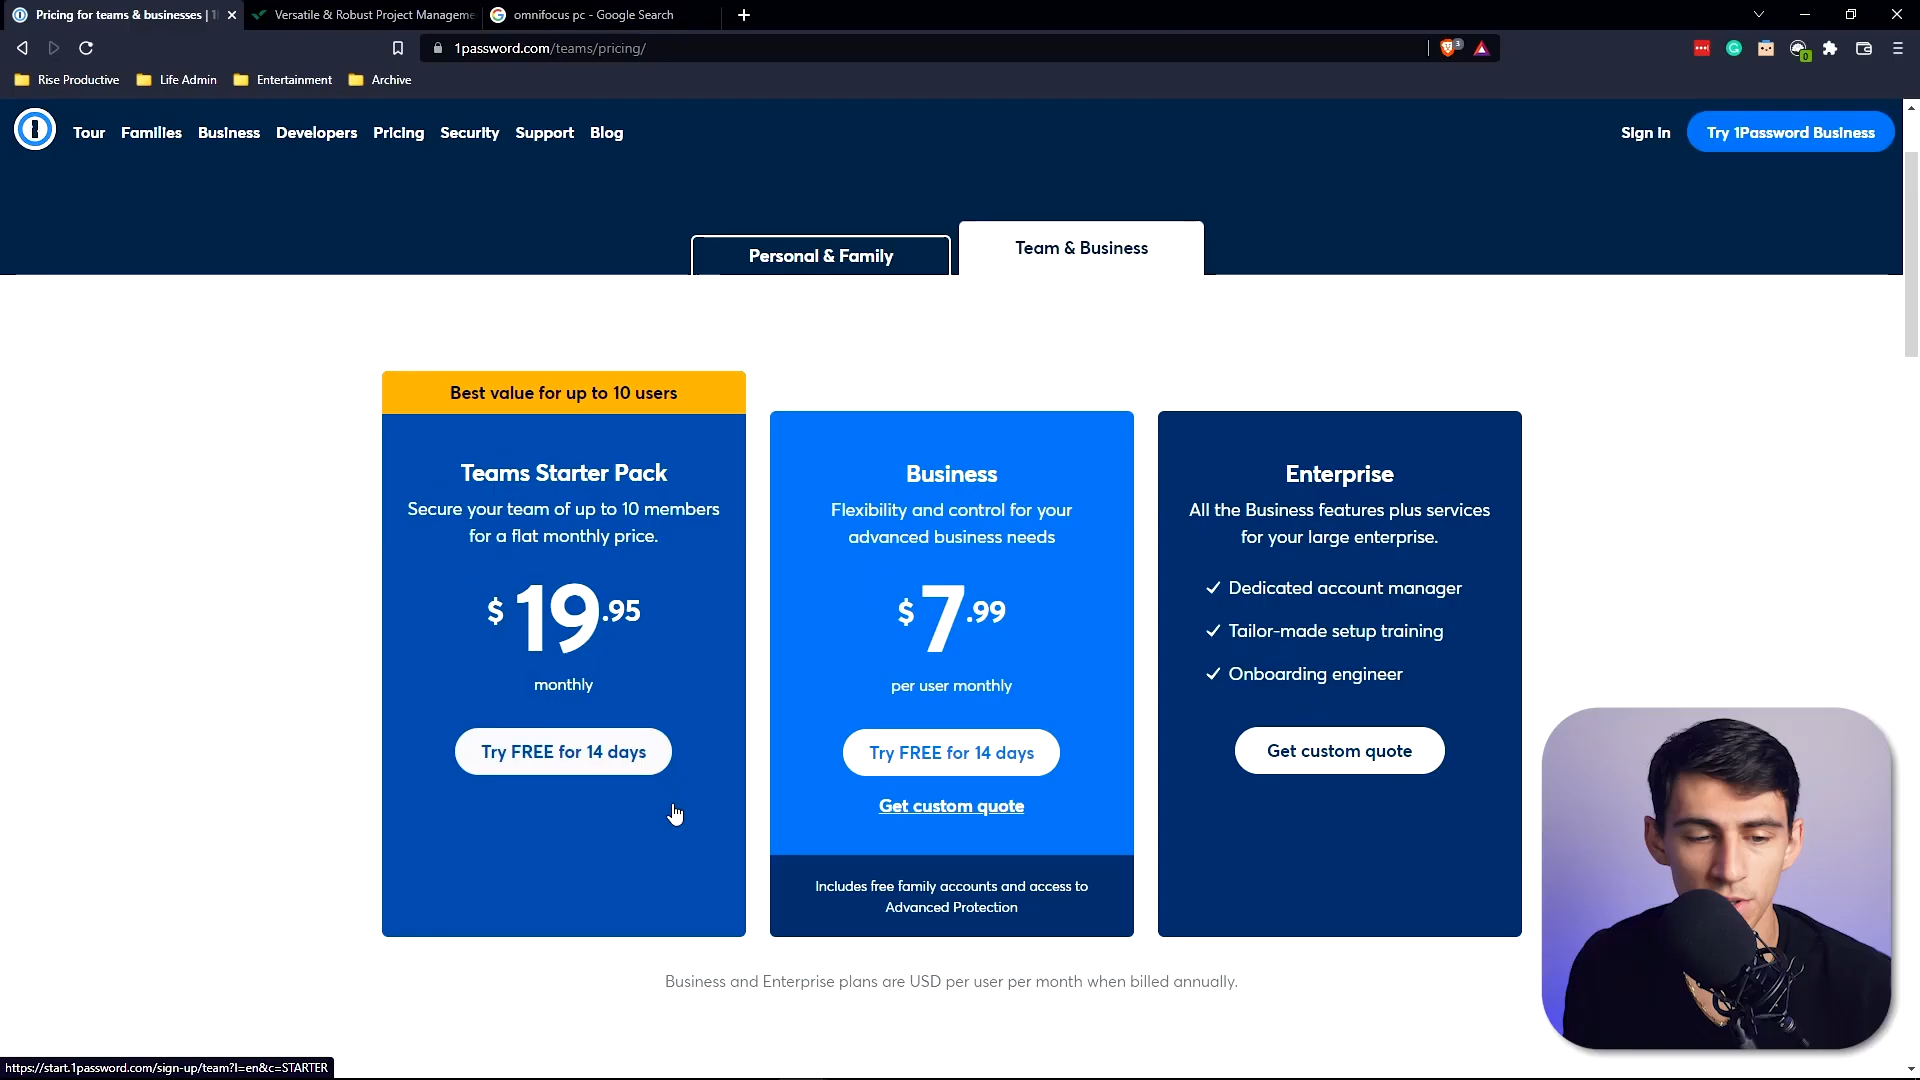 Pricing for teams & businesses | 1
Versatile & Robust Project Manageme
omnifocus pc - Google Search
1password.com/teams/pricing/
3
0
Rise Productive
Life Admin
Entertainment
Archive
Tour
Families
Business
Developers
Pricing
Security
Support
Blog
Sign In
Try 1Password Business
Personal & Family
Team & Business
Best value for up to 10 users
Teams Starter Pack
Secure your team of up to 10 members
for a flat monthly price.
$19.95
monthly
Try FREE for 14 days
Business
Flexibility and control for your
advanced business needs
$7.99
per user monthly
Try FREE for 14 days
Get custom quote
Includes free family accounts and access to
Advanced Protection
Enterprise
All the Business features plus services
for your large enterprise.
✓ Dedicated account manager
✓ Tailor-made setup training
✓ Onboarding engineer
Get custom quote
Business and Enterprise plans are USD per user per month when billed annually.
https://start.1password.com/sign-up/team?l=en&c=STARTER